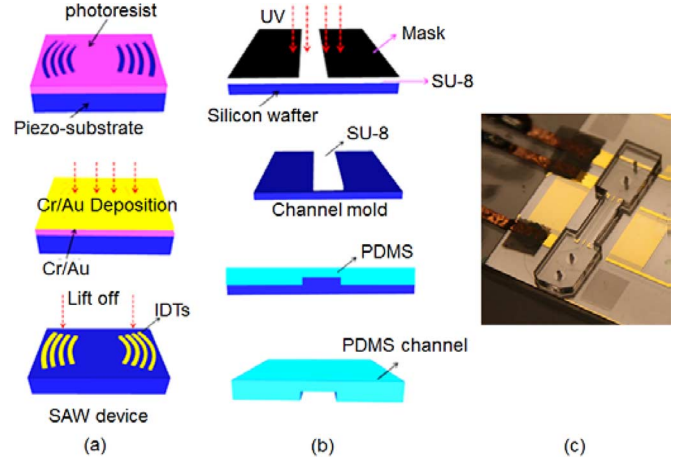 photoresist
Piezo-substrate
Cr/Au Deposition
Cr/Au
Lift off
IDTs
SAW device
(a)
UV
Mask
SU-8
Silicon wafter
SU-8
Channel mold
PDMS
PDMS channel
(b)
(c)